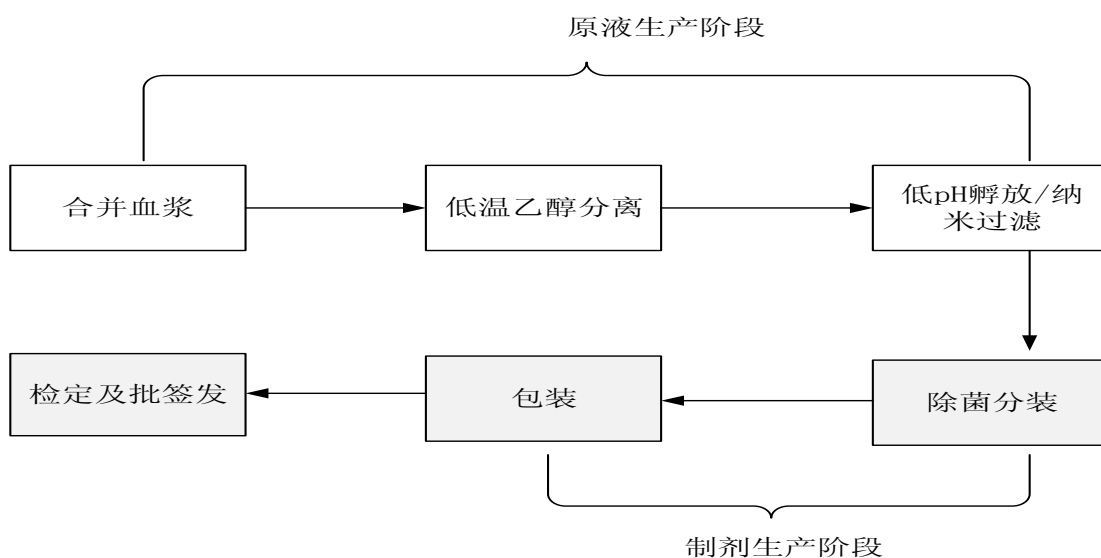 原液生产阶段
合并血浆
低温乙醇分离
低pH孵放/纳
米过滤
检定及批签发
包装
除菌分装
制剂生产阶段